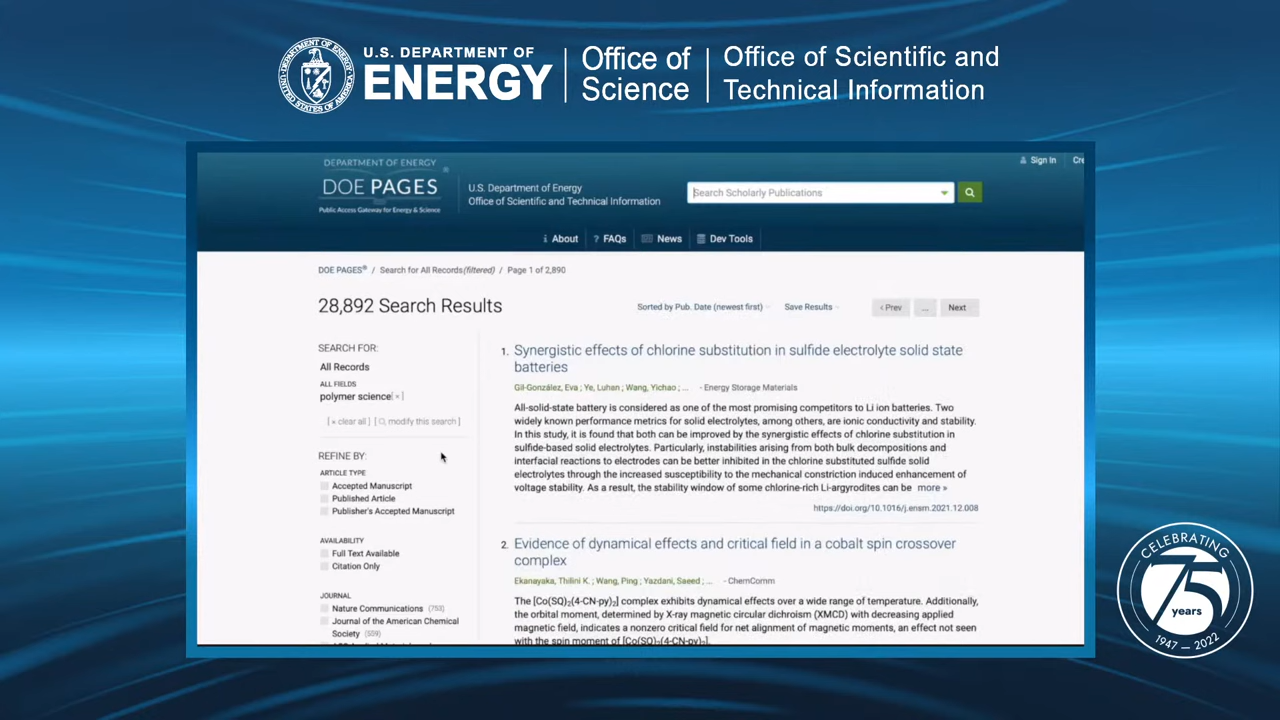 U.S. DEPARTMENT OF
ENERGY
Office of
Science
Office of Scientific and
Technical Information
DEPARTMENT OF ENERGY
DOE PAGES
Public Access Gateway for Energy & Science
U.S. Department of Energy
Office of Scientific and Technical Information
Search Scholarly Publications
Sign In
Cre
About
? FAQs
News
Dev Tools
DOE PAGES® / Search for All Records (filtered) / Page 1 of 2,890
28,892 Search Results
Sorted by Pub. Date (newest first)
Save Results
‹ Prev
...
Next
SEARCH FOR:
All Records
ALL FIELDS
polymer science [ × ]
[ × clear all ] [ modify this search ]
REFINE BY:
ARTICLE TYPE
Accepted Manuscript
Published Article
Publisher's Accepted Manuscript
AVAILABILITY
Full Text Available
Citation Only
JOURNAL
Nature Communications (753)
Journal of the American Chemical
Society (559)
1. Synergistic effects of chlorine substitution in sulfide electrolyte solid state
batteries
Gil-González, Eva ; Ye, Luhan ; Wang, Yichao ; ... - Energy Storage Materials
All-solid-state battery is considered as one of the most promising competitors to Li ion batteries. Two
widely known performance metrics for solid electrolytes, among others, are ionic conductivity and stability.
In this study, it is found that both can be improved by the synergistic effects of chlorine substitution in
sulfide-based solid electrolytes. Particularly, instabilities arising from both bulk decompositions and
interfacial reactions to electrodes can be better inhibited in the chlorine substituted sulfide solid
electrolytes through the increased susceptibility to the mechanical constriction induced enhancement of
voltage stability. As a result, the stability window of some chlorine-rich Li-argyrodites can be more »
https://doi.org/10.1016/j.ensm.2021.12.008
2. Evidence of dynamical effects and critical field in a cobalt spin crossover
complex
Ekanayaka, Thilini K. ; Wang, Ping ; Yazdani, Saeed ; ... - ChemComm
The [Co(SQ)2(4-CN-py)2] complex exhibits dynamical effects over a wide range of temperature. Additionally,
the orbital moment, determined by X-ray magnetic circular dichroism (XMCD) with decreasing applied
magnetic field, indicates a nonzero critical field for net alignment of magnetic moments, an effect not seen
with the spin moment of [Co(SQ)2(4-CN-py)2].
CELEBRATING
75
years
1947 – 2022